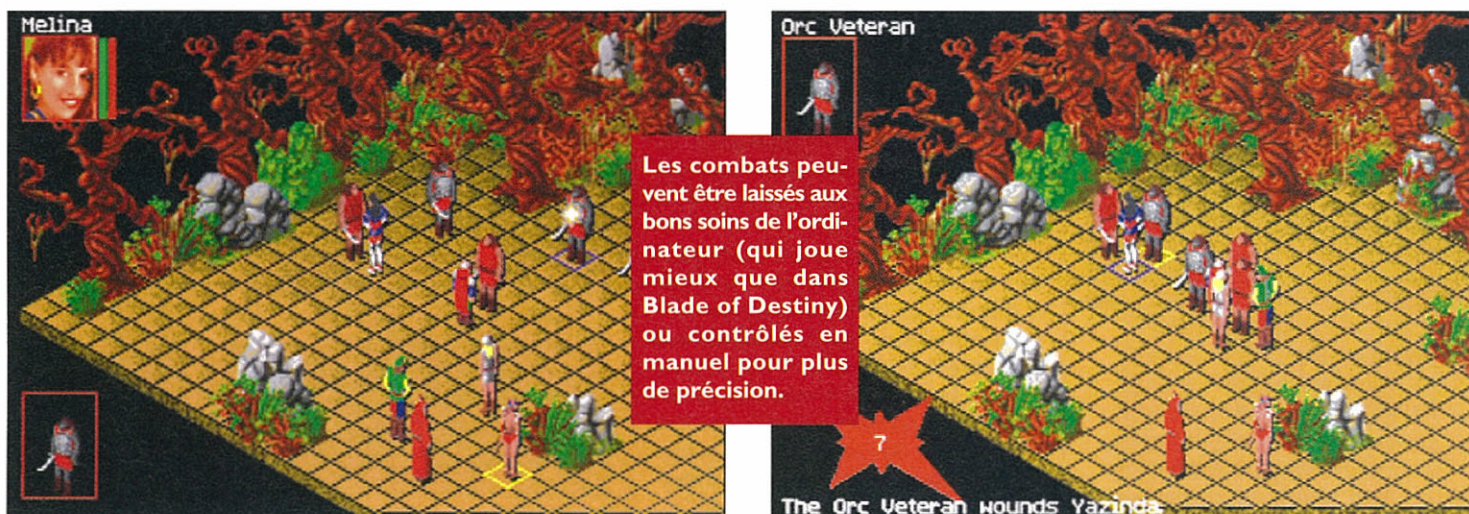 Melina
Les combats peu-
vent être laissés aux
bons soins de l'ordi-
nateur (qui joue
mieux que dans
Blade of Destiny)
ou contrôlés en
manuel pour plus
de précision.
Orc Veteran
7
The Orc Veteran wounds Yazinda.